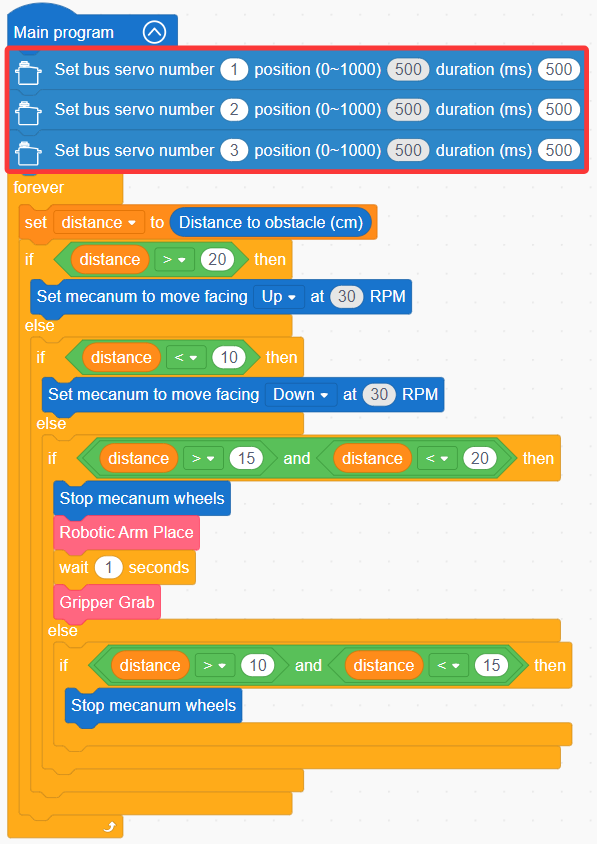 Main program
Set bus servo number 1 position (0~1000) 500 duration (ms) 500
Set bus servo number 2 position (0~1000) 500 duration (ms) 500
Set bus servo number 3 position (0~1000) 500 duration (ms) 500
forever
set distance to Distance to obstacle (cm)
if distance > 20 then
Set mecanum to move facing Up at 30 RPM
else
if distance < 10 then
Set mecanum to move facing Down at 30 RPM
else
if distance > 15 and distance < 20 then
Stop mecanum wheels
Robotic Arm Place
wait 1 seconds
Gripper Grab
else
if distance > 10 and distance < 15 then
Stop mecanum wheels